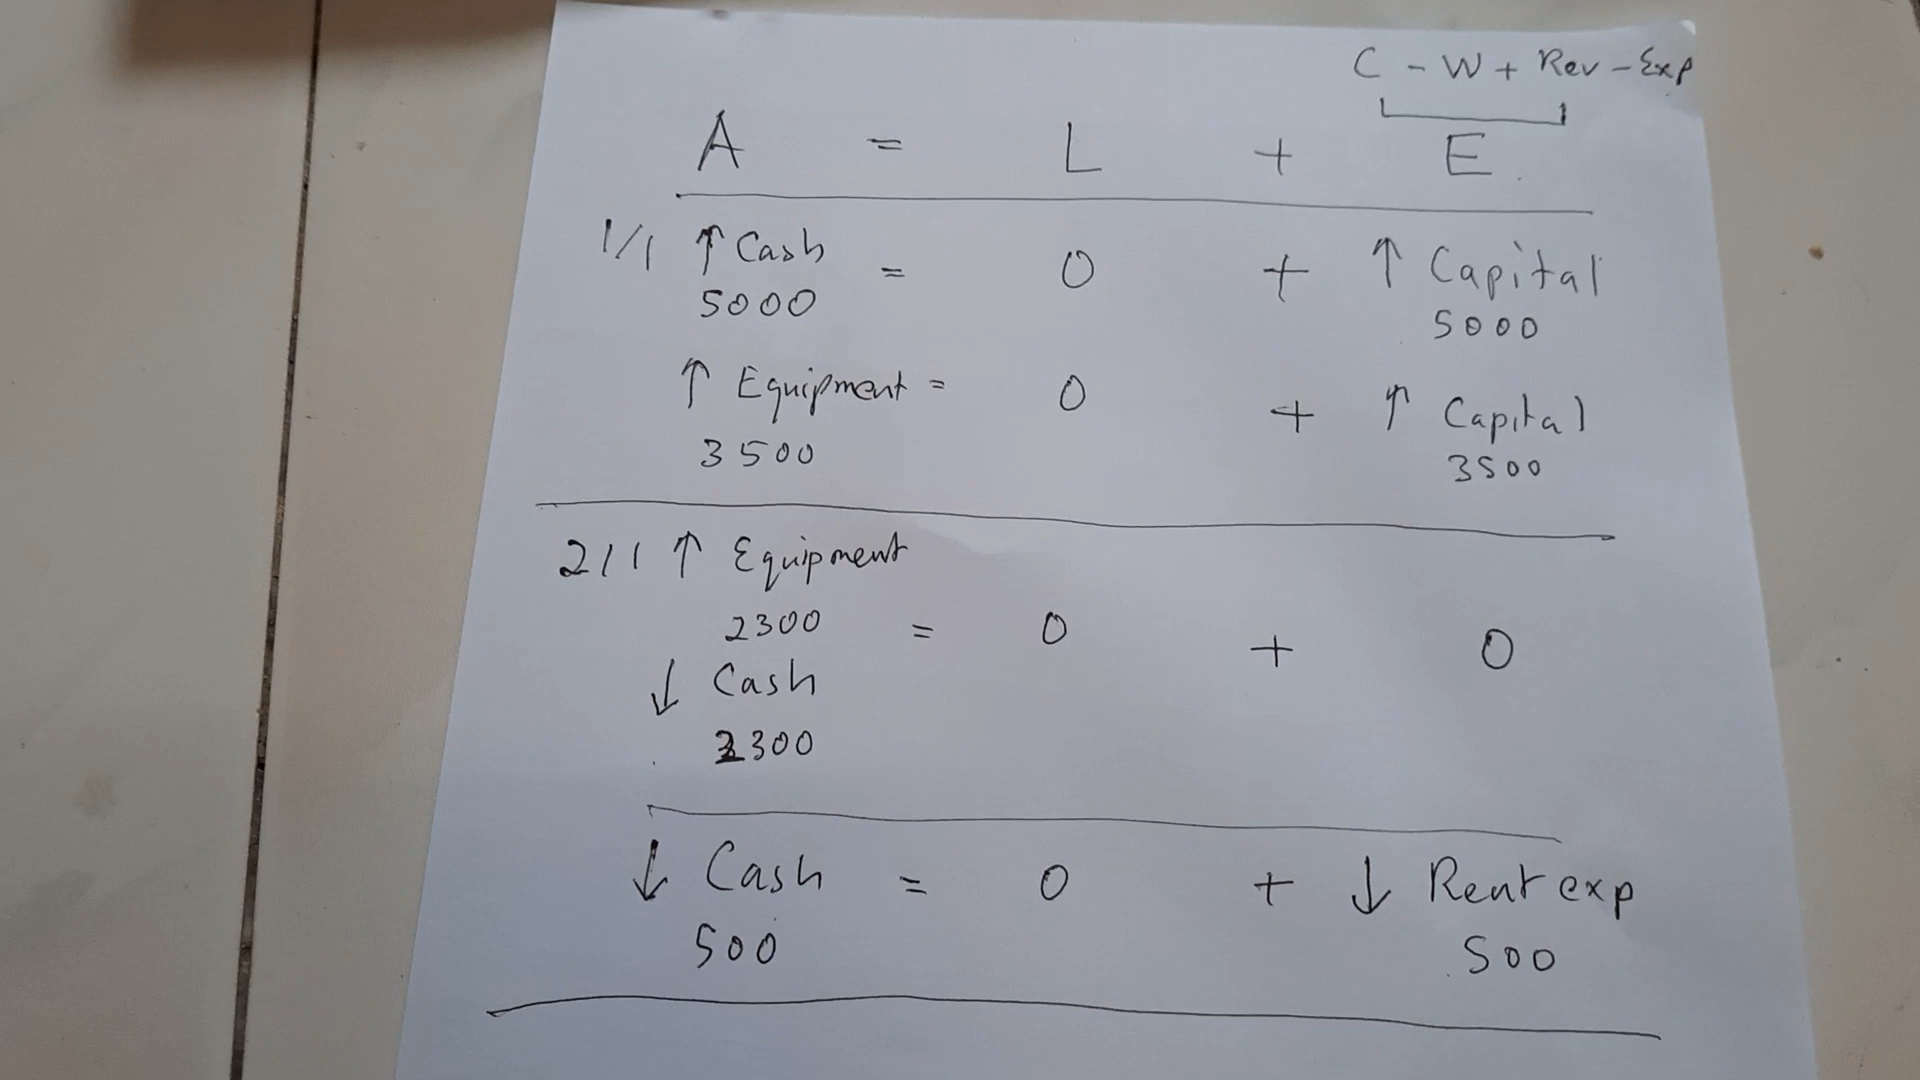 C - W + Rev - Exp
A = L + E
1/1 ↑ Cash = 0 + ↑ Capital
5000 5000
↑ Equipment = 0 + ↑ Capital
3500 3500
2/1 ↑ Equipment
2300 = 0 + 0
↓ Cash
2300
↓ Cash = 0 + ↓ Rent exp
500 500